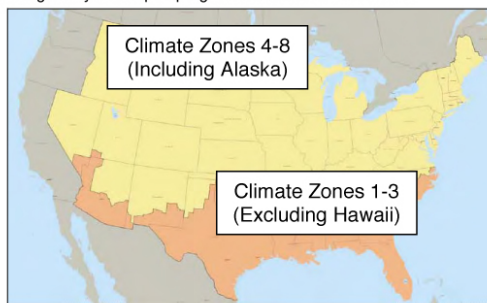 Climate Zones 4-8
(Including Alaska)
Climate Zones 1-3
(Excluding Hawaii)